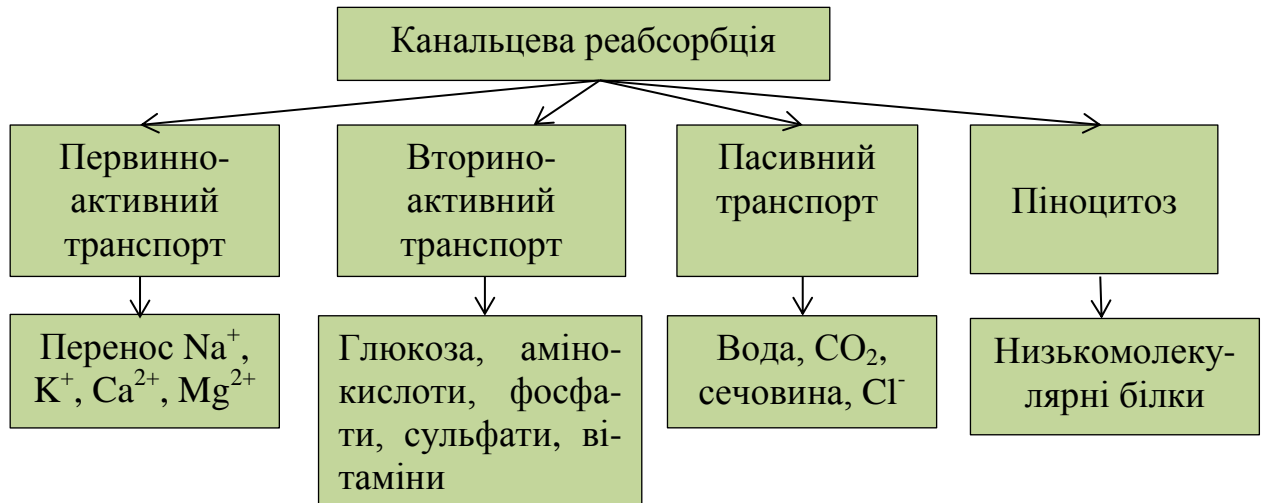 Канальцева реабсорбція
Первинно-
активний
транспорт
Вторино-
активний
транспорт
Пасивний
транспорт
Піноцитоз
Перенос Na⁺,
K⁺, Ca²⁺, Mg²⁺
Глюкоза, аміно-
кислоти, фосфа-
ти, сульфати, ві-
таміни
Вода, CO₂,
сечовина, Cl⁻
Низькомолеку-
лярні білки